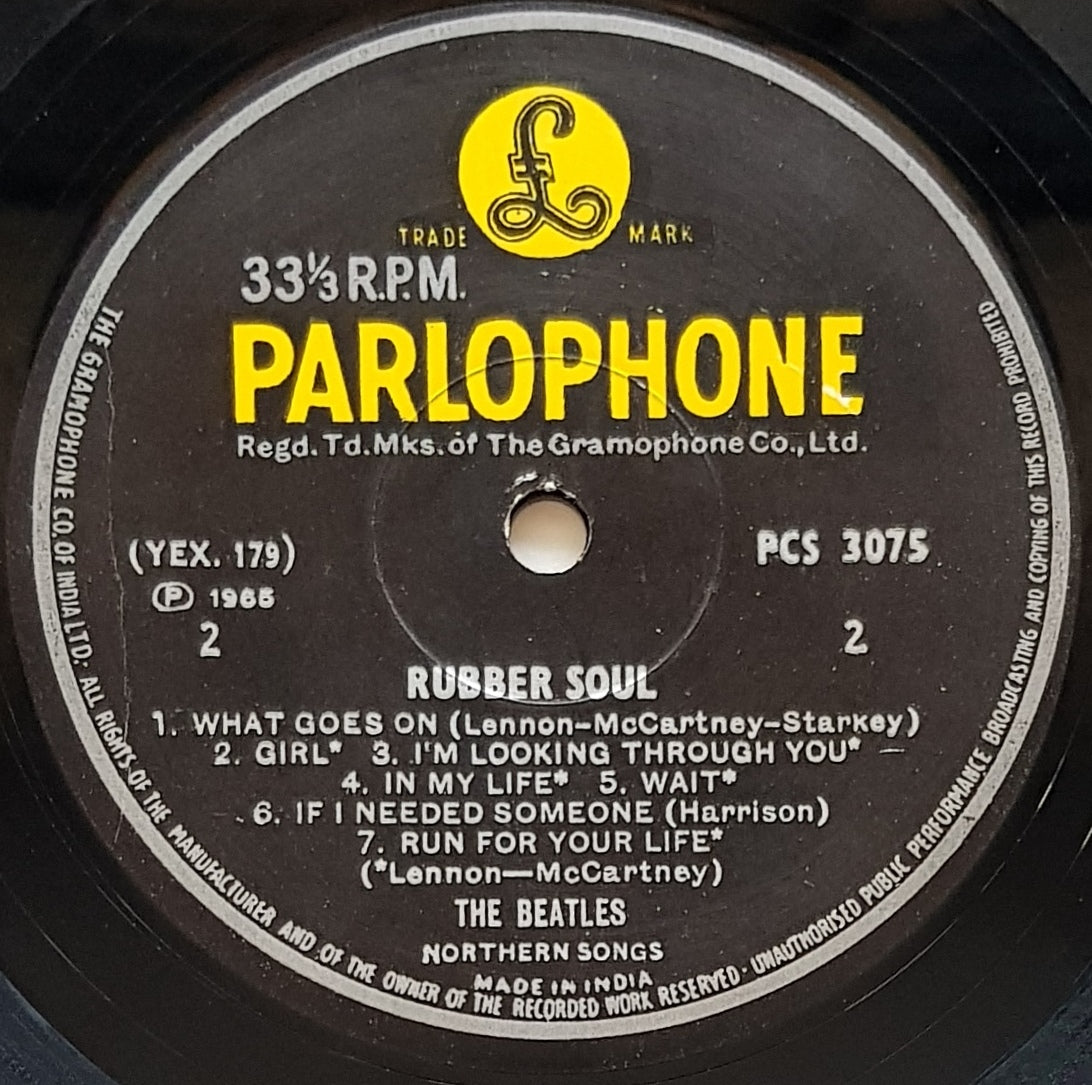 £
TRADE MARK
33⅓ R.P.M.
PARLOPHONE
Regd. Td. Mks. of The Gramophone Co., Ltd.
(YEX. 179)
PCS 3075
Ⓟ 1965
2
2
RUBBER SOUL
1. WHAT GOES ON (Lennon–McCartney–Starkey)
2. GIRL* 3. I'M LOOKING THROUGH YOU*
4. IN MY LIFE* 5. WAIT*
6. IF I NEEDED SOMEONE (Harrison)
7. RUN FOR YOUR LIFE*
(*Lennon—McCartney)
THE BEATLES
NORTHERN SONGS
MADE IN INDIA
THE GRAMOPHONE CO. OF INDIA LTD· ALL RIGHTS OF THE MANUFACTURER AND OF THE OWNER OF THE RECORDED WORK RESERVED· UNAUTHORISED PUBLIC PERFORMANCE BROADCASTING AND COPYING OF THIS RECORD PROHIBITED